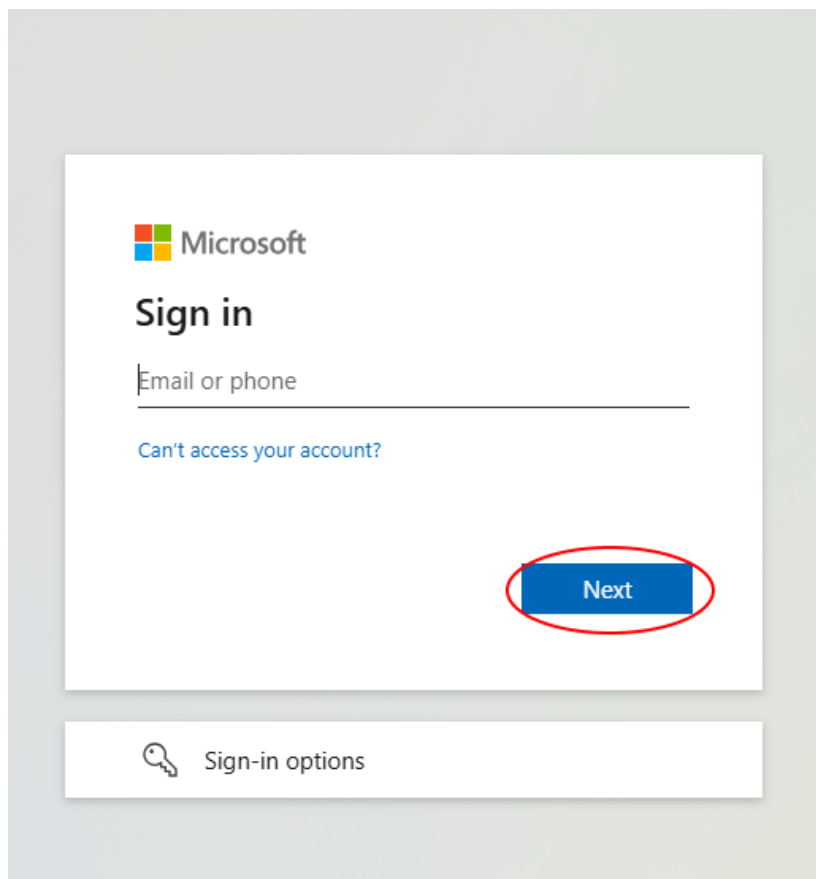 Microsoft
Sign in
Email or phone
Can't access your account?
Next
Sign-in options